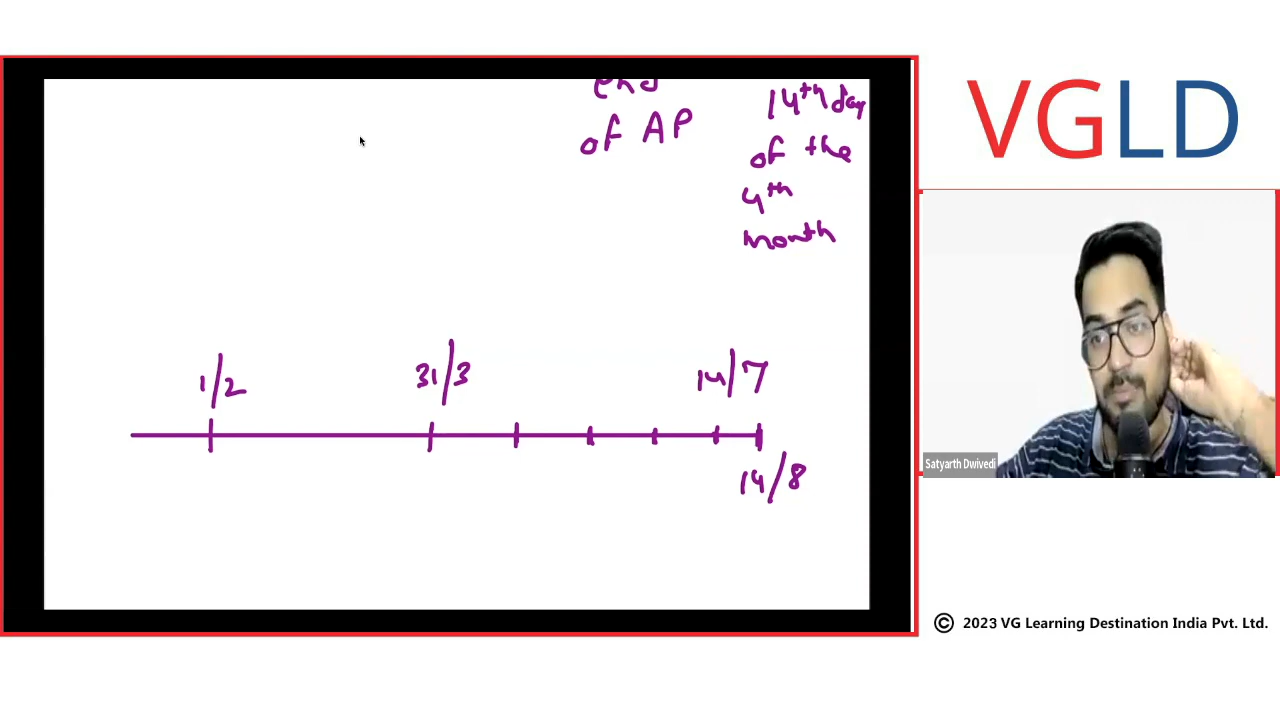 end
of AP
14th day
of the
4th
month
1/2
31/3
14/7
14/8
VGLD
Satyarth Dwivedi
© 2023 VG Learning Destination India Pvt. Ltd.